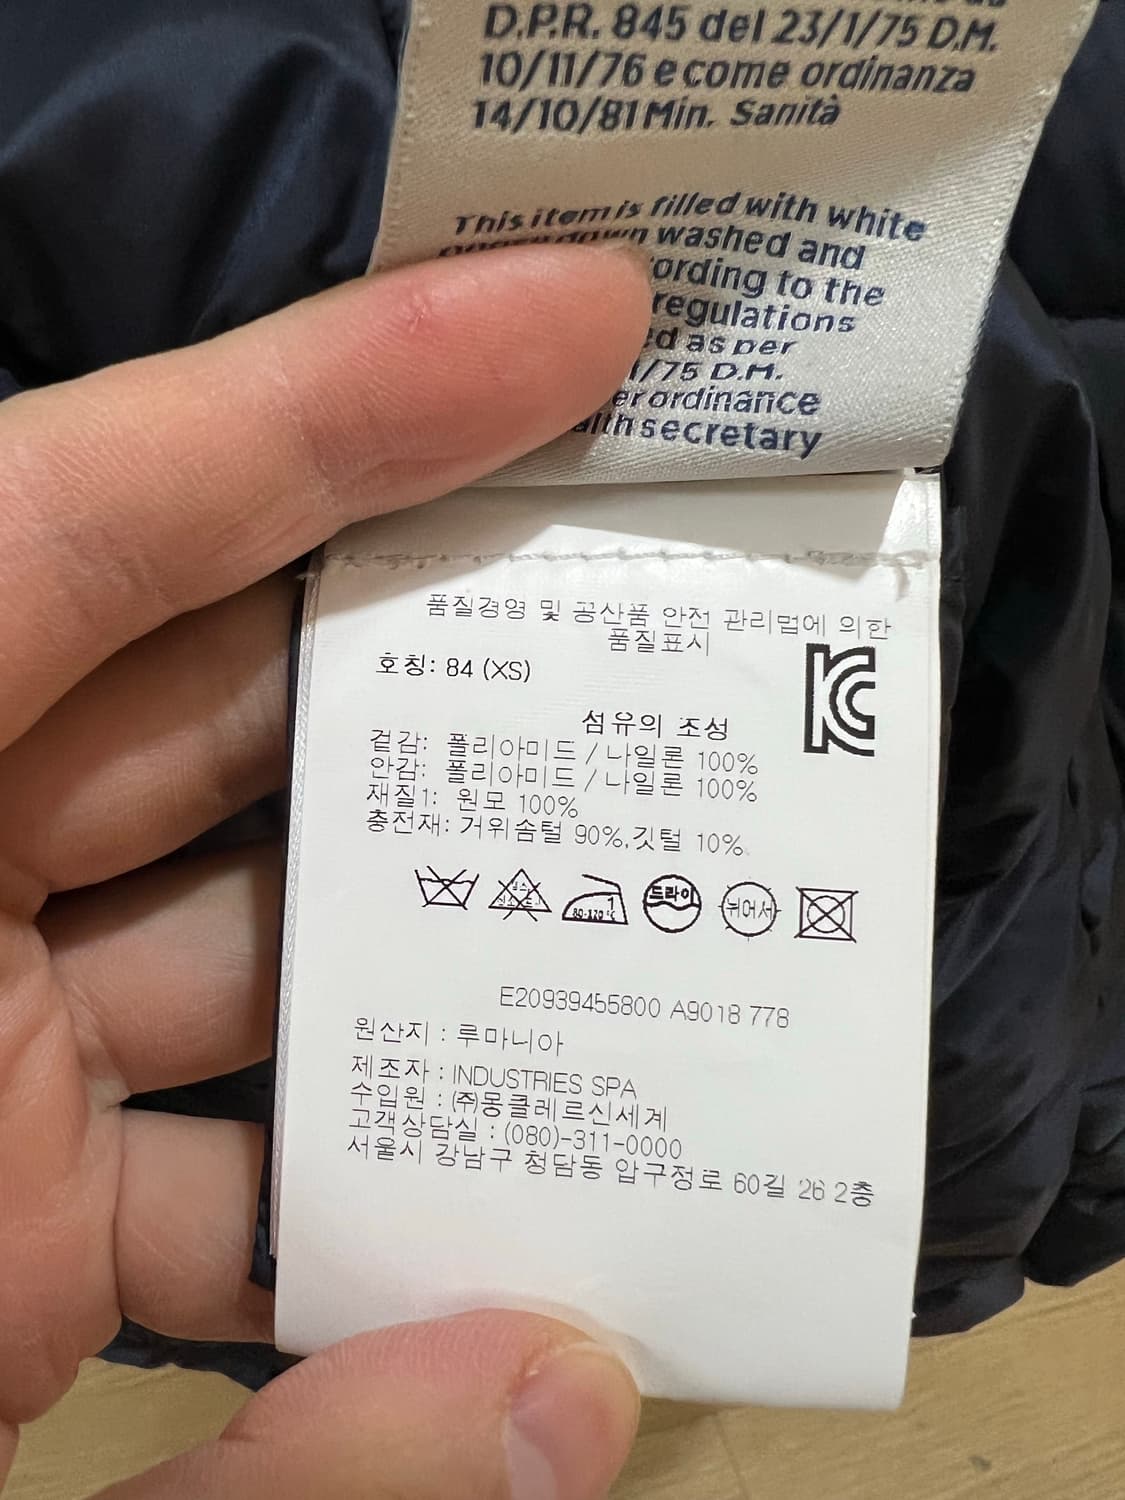 D.P.R. 845 del 23/1/75 D.M.
10/11/76 e come ordinanza
14/10/81 Min. Sanità
This item is filled with white
down washed and
ording to the
regulations
ed as per
1/75 D.M.
er ordinance
alth secretary
품질경영 및 공산품 안전 관리법에 의한
품질표시
호칭: 84 (XS)
KC
섬유의 조성
겉감: 폴리아미드 / 나일론 100%
안감: 폴리아미드 / 나일론 100%
재질1: 원모 100%
충전재: 거위솜털 90%,깃털 10%
1
80-120℃
드라이
뉘어서
E20939455800 A9018 778
원산지 : 루마니아
제조자 : INDUSTRIES SPA
수입원 : (주)몽클레르신세계
고객상담실 : (080)-311-0000
서울시 강남구 청담동 압구정로 60길 26 2층